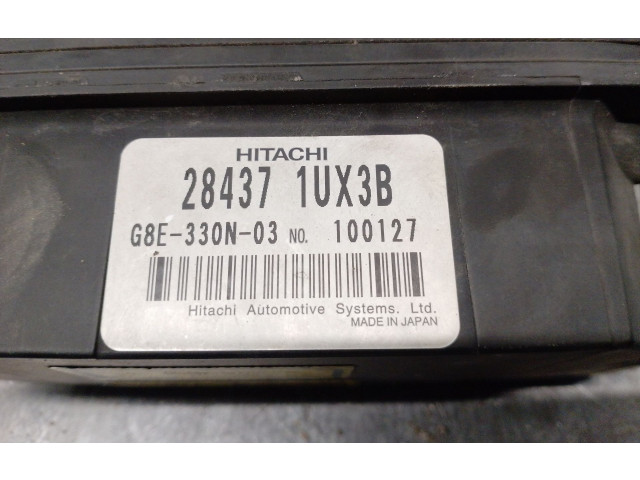 HITACHI
28437 1UX3B
G8E-330N-03 NO. 100127
Hitachi Automotive Systems. Ltd.
MADE IN JAPAN